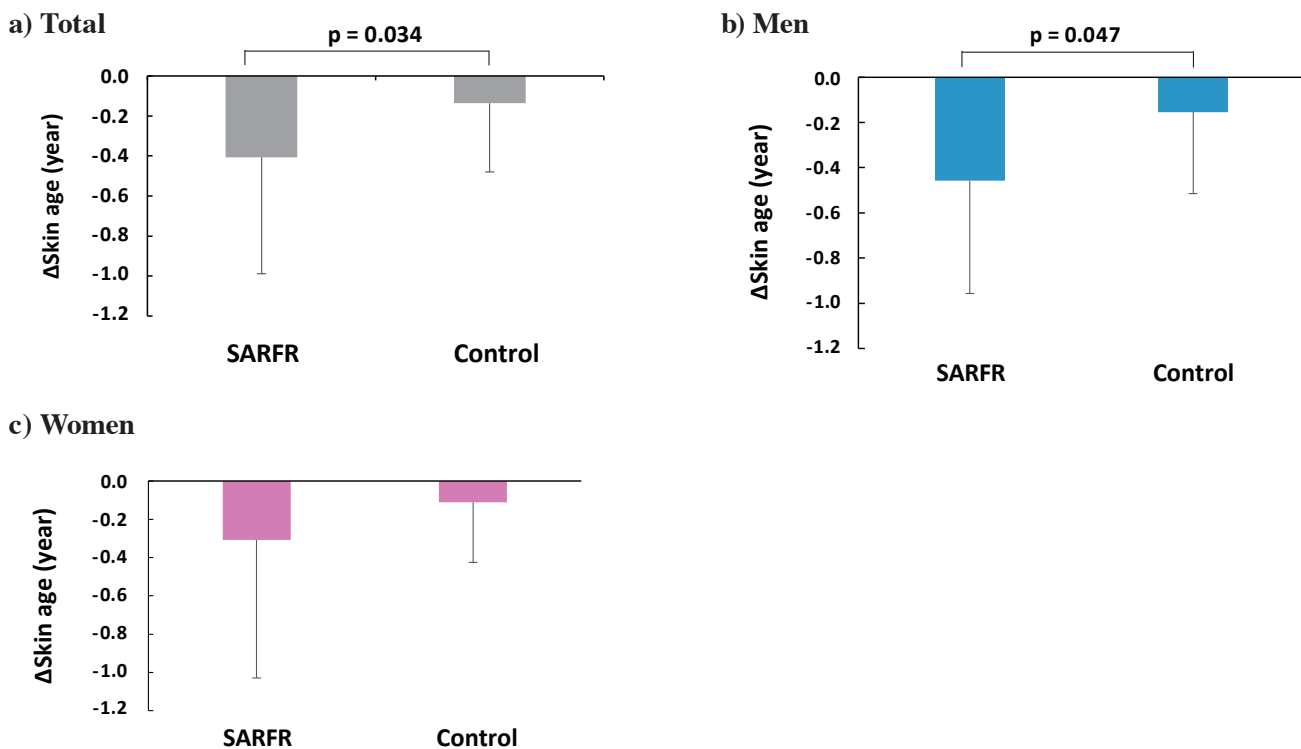 a) Total
p = 0.034
0.0
-0.2
-0.4
-0.6
-0.8
-1.0
-1.2
ΔSkin age (year)
SARFR Control
b) Men
p = 0.047
0.0
-0.2
-0.4
-0.6
-0.8
-1.0
-1.2
ΔSkin age (year)
SARFR Control
c) Women
0.0
-0.2
-0.4
-0.6
-0.8
-1.0
-1.2
ΔSkin age (year)
SARFR Control